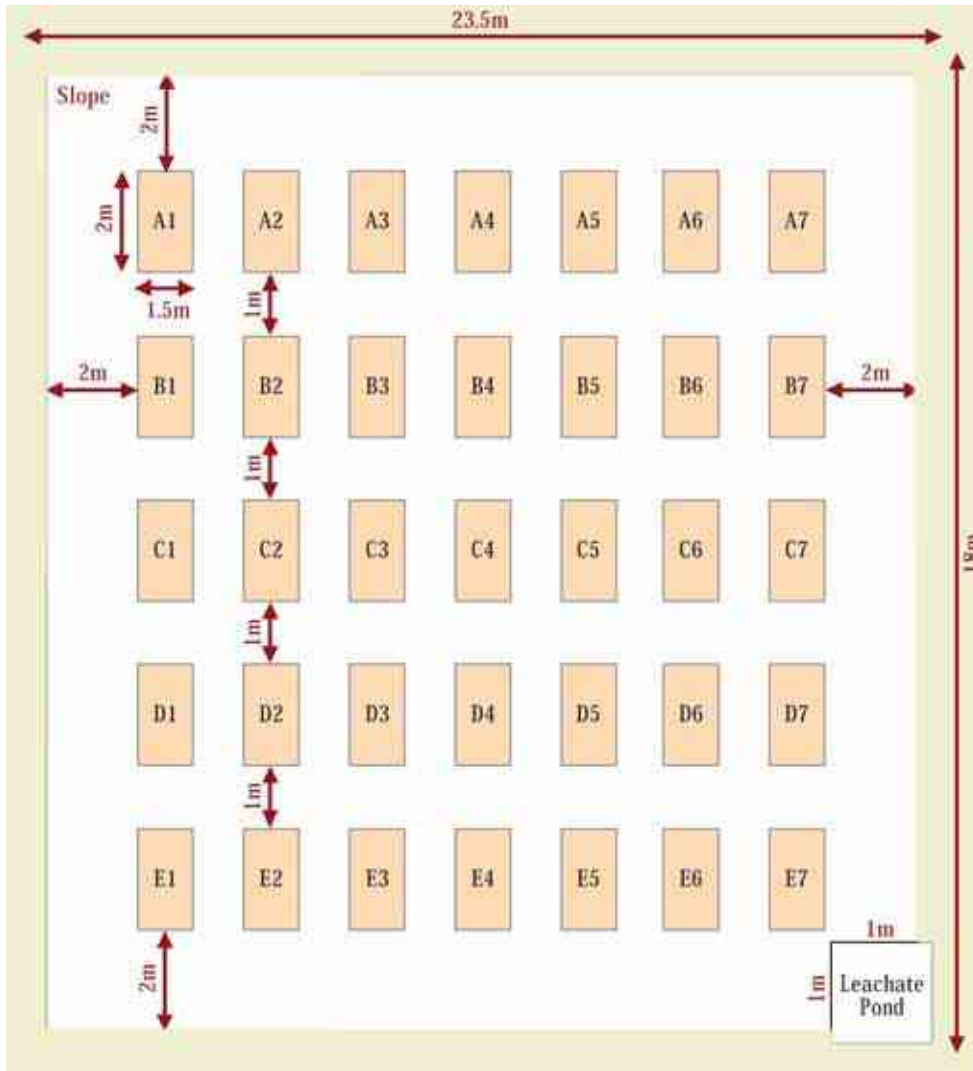 23.5m
Slope
2m
2m
A1 A2 A3 A4 A5 A6 A7
1.5m
1m
2m
B1 B2 B3 B4 B5 B6 B7
2m
1m
C1 C2 C3 C4 C5 C6 C7
18m
1m
D1 D2 D3 D4 D5 D6 D7
1m
E1 E2 E3 E4 E5 E6 E7
1m
2m
1m
Leachate
Pond